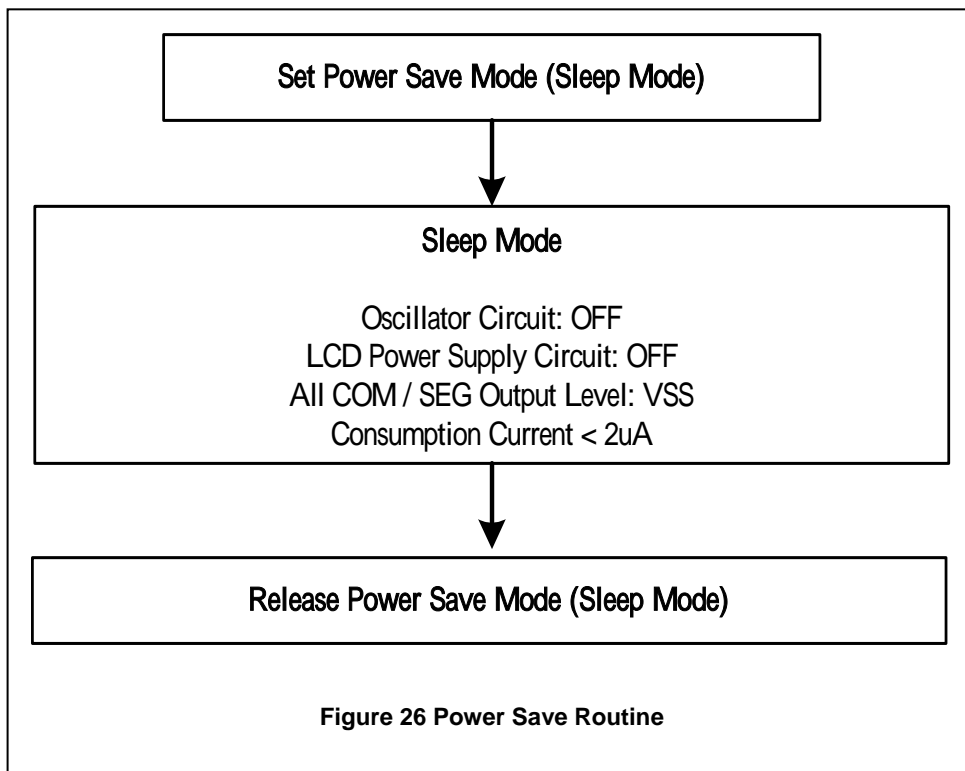 Set Power Save Mode (Sleep Mode)
Sleep Mode
Oscillator Circuit: OFF
LCD Power Supply Circuit: OFF
All COM / SEG Output Level: VSS
Consumption Current < 2uA
Release Power Save Mode (Sleep Mode)
Figure 26 Power Save Routine